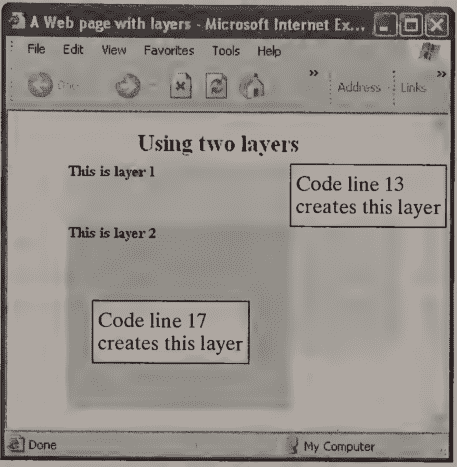 A Web page with layers - Microsoft Internet Ex...
File Edit View Favorites Tools Help
» Address Links »
Using two layers
This is layer 1
Code line 13
creates this layer
This is layer 2
Code line 17
creates this layer
Done My Computer